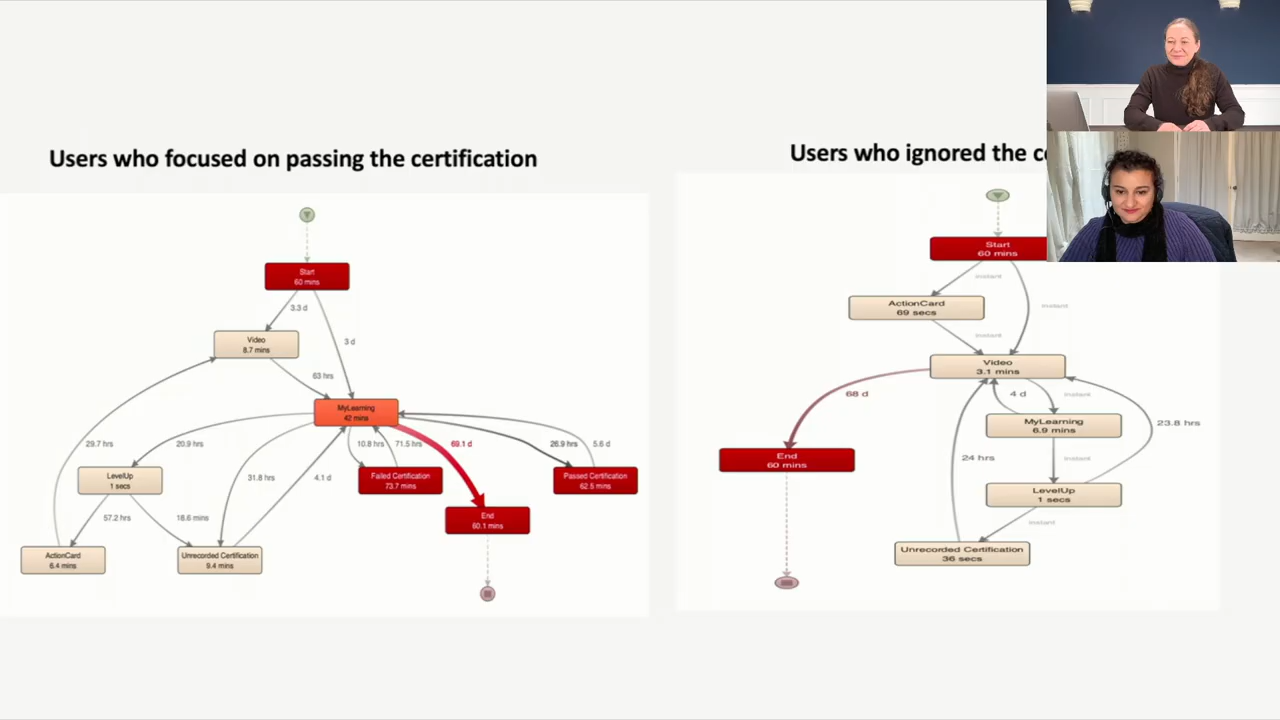 Users who focused on passing the certification
Start
60 mins
3.3 d
3 d
Video
8.7 mins
63 hrs
MyLearning
42 mins
29.7 hrs
20.9 hrs
10.8 hrs
71.5 hrs
69.1 d
26.9 hrs
5.6 d
LevelUp
1 secs
31.8 hrs
4.1 d
Failed Certification
73.7 mins
Passed Certification
62.5 mins
57.2 hrs
18.6 mins
End
60.1 mins
ActionCard
6.4 mins
Unrecorded Certification
9.4 mins
Users who ignored the
Start
60 mins
instant
ActionCard
69 secs
instant
instant
Video
3.1 mins
68 d
4 d
instant
MyLearning
6.9 mins
23.8 hrs
End
60 mins
24 hrs
instant
LevelUp
1 secs
instant
Unrecorded Certification
36 secs